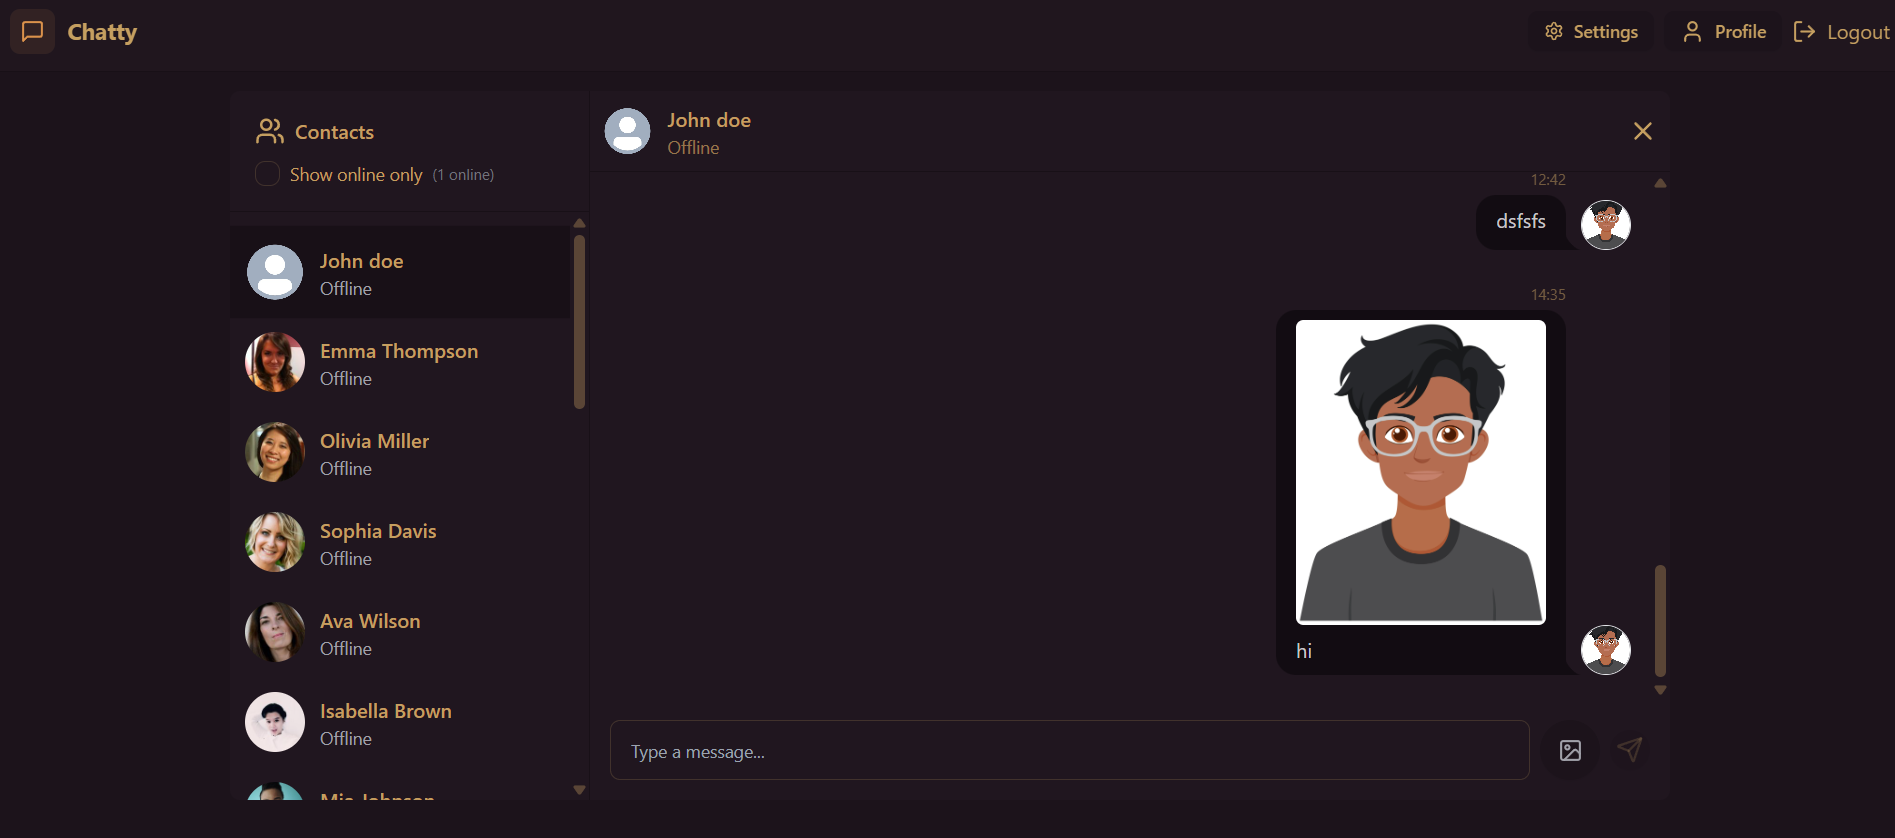 Chatty
Settings
Profile
Logout
Contacts
Show online only (1 online)
John doe
Offline
Emma Thompson
Offline
Olivia Miller
Offline
Sophia Davis
Offline
Ava Wilson
Offline
Isabella Brown
Offline
Mia Johnson
John doe
Offline
12:42
dsfsfs
14:35
hi
Type a message...